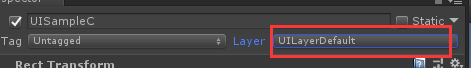 UISampleC Static
Tag Untagged Layer UILayerDefault
Rect Transform